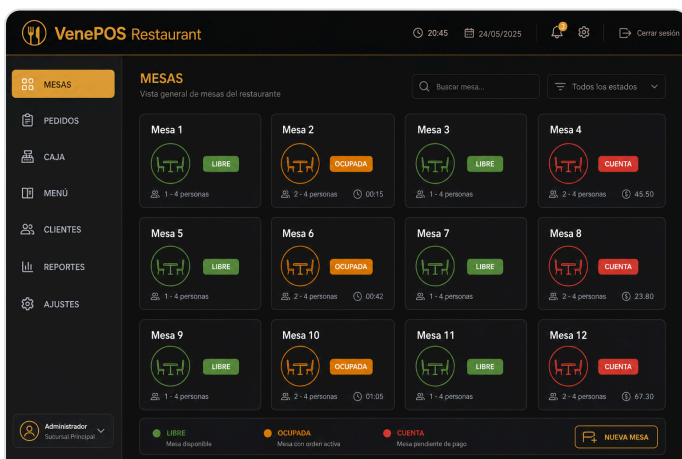 VenePOS Restaurant
20:45
24/05/2025
3
Cerrar sesión
MESAS
PEDIDOS
CAJA
MENÚ
CLIENTES
REPORTES
AJUSTES
Administrador
Sucursal Principal
MESAS
Vista general de mesas del restaurante
Buscar mesa...
Todos los estados
Mesa 1
LIBRE
1 - 4 personas
Mesa 2
OCUPADA
2 - 4 personas
00:15
Mesa 3
LIBRE
1 - 4 personas
Mesa 4
CUENTA
2 - 4 personas
$ 45.50
Mesa 5
LIBRE
1 - 4 personas
Mesa 6
OCUPADA
2 - 4 personas
00:42
Mesa 7
LIBRE
1 - 4 personas
Mesa 8
CUENTA
2 - 4 personas
$ 23.80
Mesa 9
LIBRE
1 - 4 personas
Mesa 10
OCUPADA
2 - 4 personas
01:05
Mesa 11
LIBRE
1 - 4 personas
Mesa 12
CUENTA
2 - 4 personas
$ 67.30
LIBRE
Mesa disponible
OCUPADA
Mesa con orden activa
CUENTA
Mesa pendiente de pago
NUEVA MESA